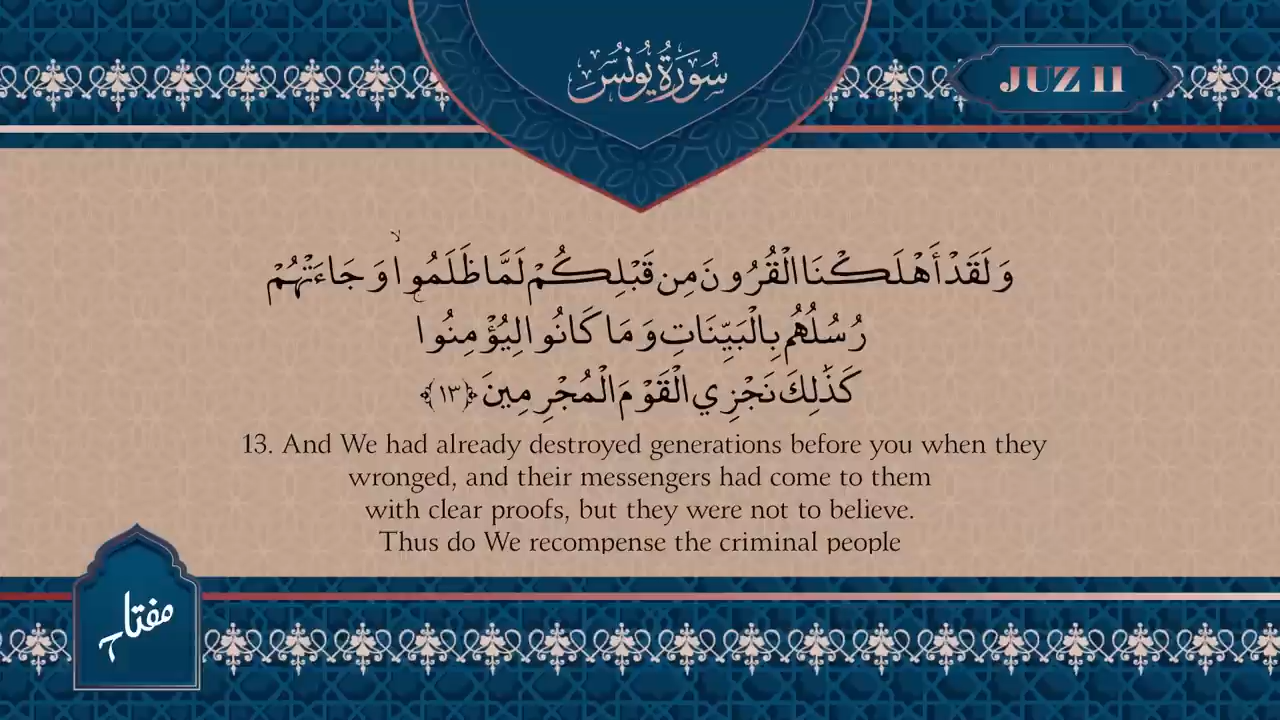 سُورَةُ يُونُس
JUZ 11
وَلَقَدْ أَهْلَكْنَا الْقُرُونَ مِن قَبْلِكُمْ لَمَّا ظَلَمُوا ۙ وَجَاءَتْهُمْ
رُسُلُهُم بِالْبَيِّنَاتِ وَمَا كَانُوا لِيُؤْمِنُوا ۚ
كَذَٰلِكَ نَجْزِي الْقَوْمَ الْمُجْرِمِينَ ﴿١٣﴾
13. And We had already destroyed generations before you when they
wronged, and their messengers had come to them
with clear proofs, but they were not to believe.
Thus do We recompense the criminal people
مفتاح